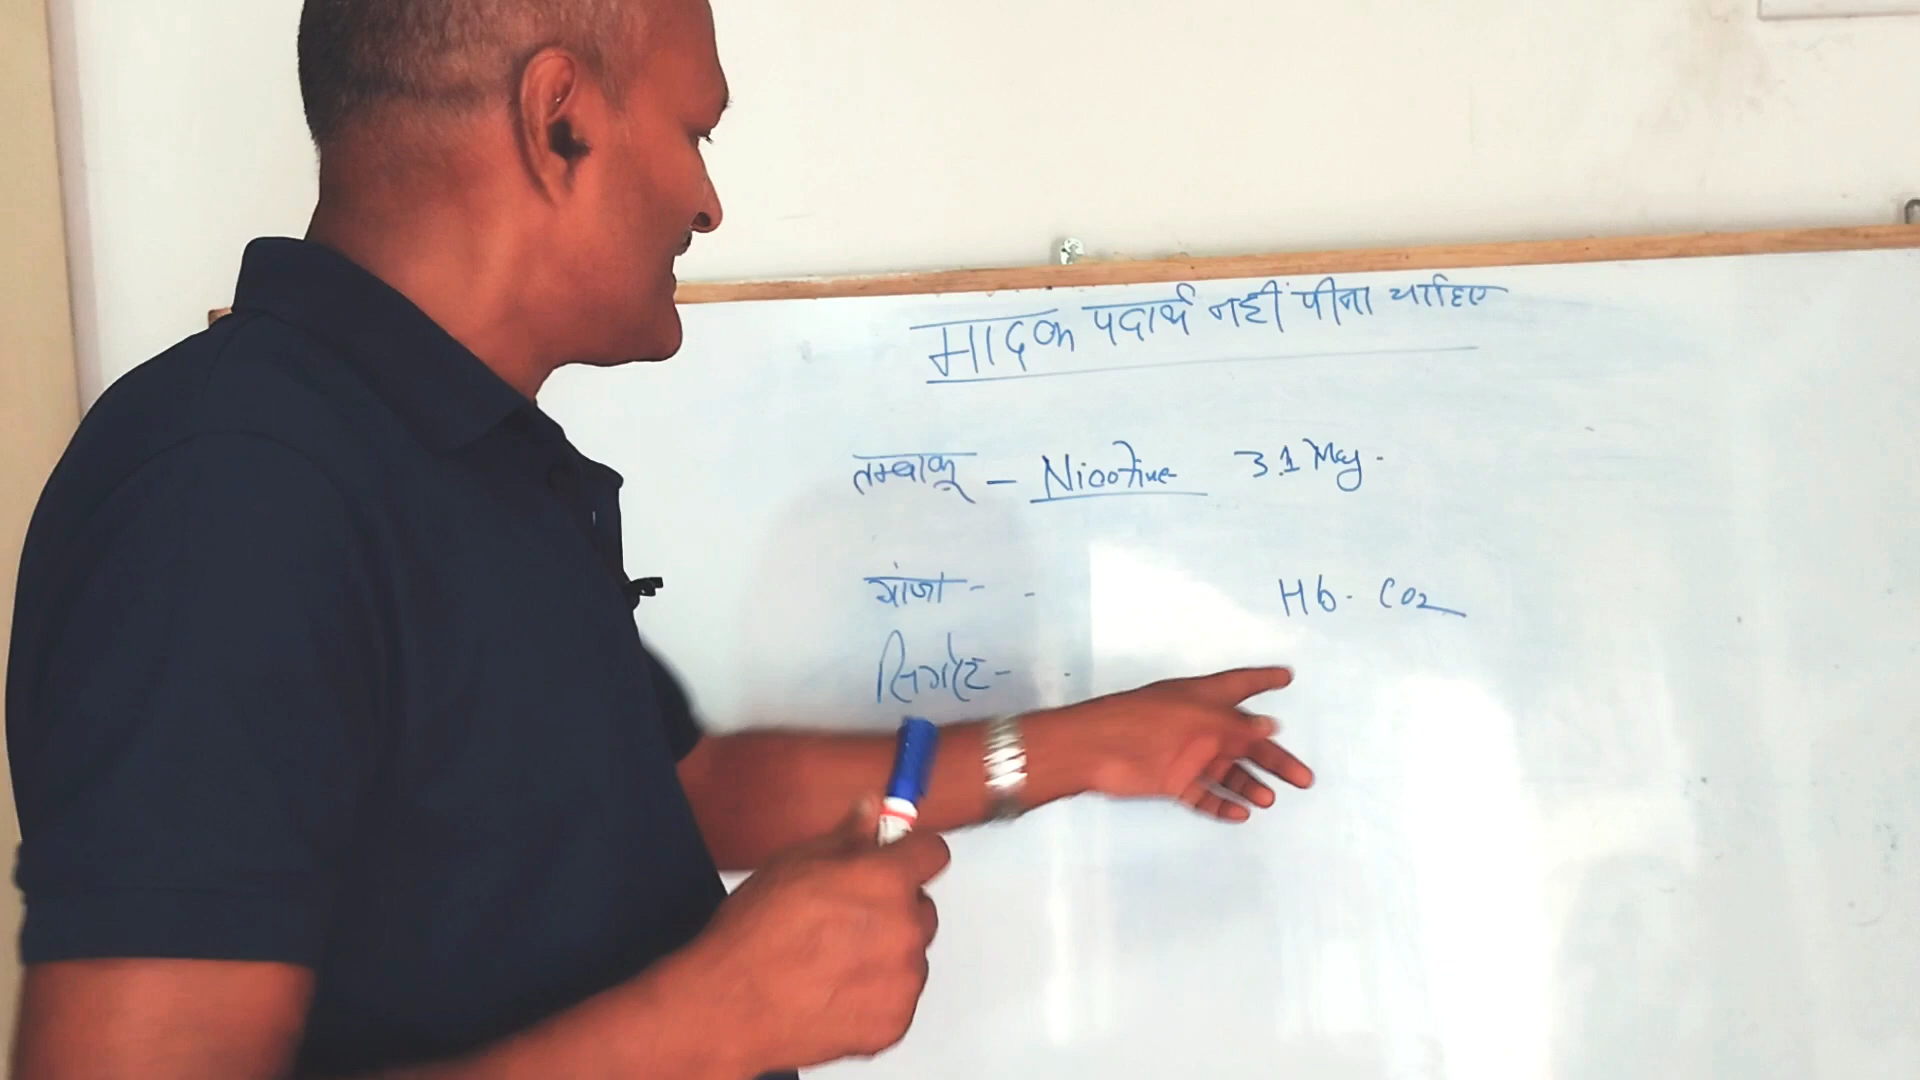 मादक पदार्थ नहीं पीना चाहिए
तम्बाकू - Nicotine 31 May.
गांजा - -
Hb. CO2
सिगरेट - -